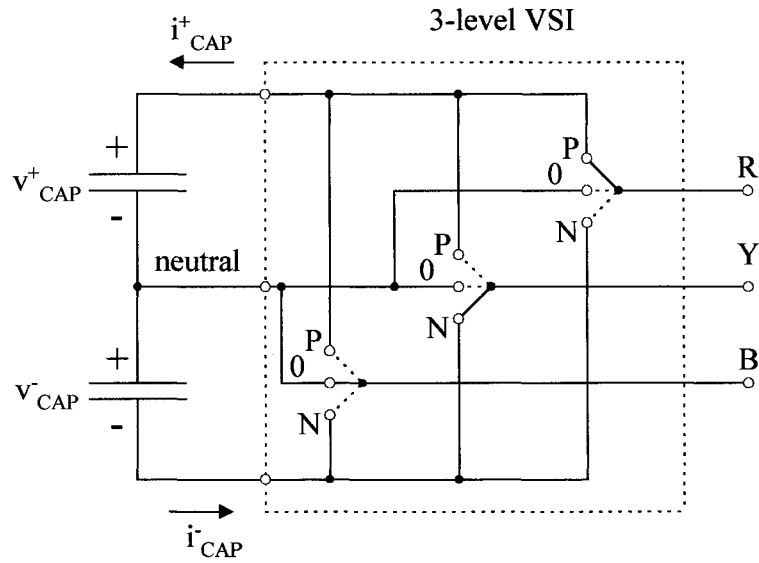 3-level VSI
i⁺CAP
+
v⁺CAP
-
neutral
+
v⁻CAP
-
i⁻CAP
P
0
N
R
P
0
N
Y
P
0
N
B